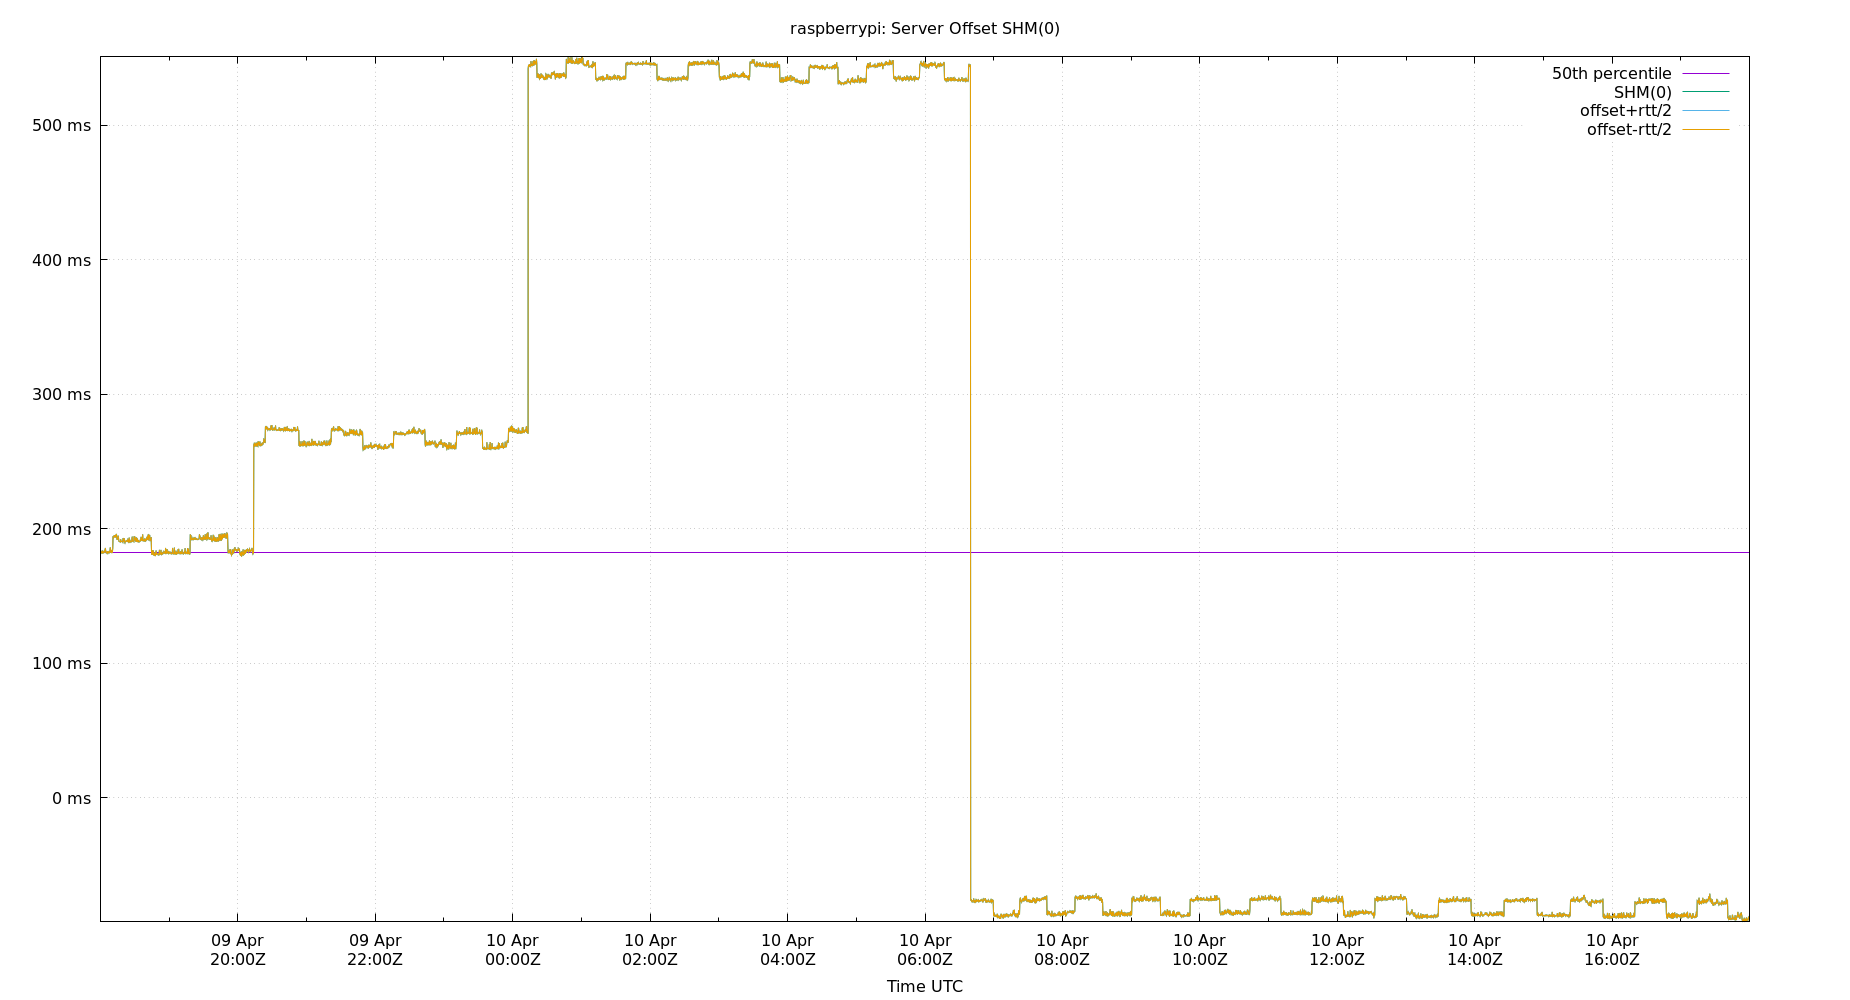 raspberrypi: Server Offset SHM(0)
50th percentile
SHM(0)
offset+rtt/2
offset-rtt/2
500 ms
400 ms
300 ms
200 ms
100 ms
0 ms
09 Apr 09 Apr 10 Apr 10 Apr 10 Apr 10 Apr 10 Apr 10 Apr 10 Apr 10 Apr 10 Apr
20:00Z 22:00Z 00:00Z 02:00Z 04:00Z 06:00Z 08:00Z 10:00Z 12:00Z 14:00Z 16:00Z
Time UTC